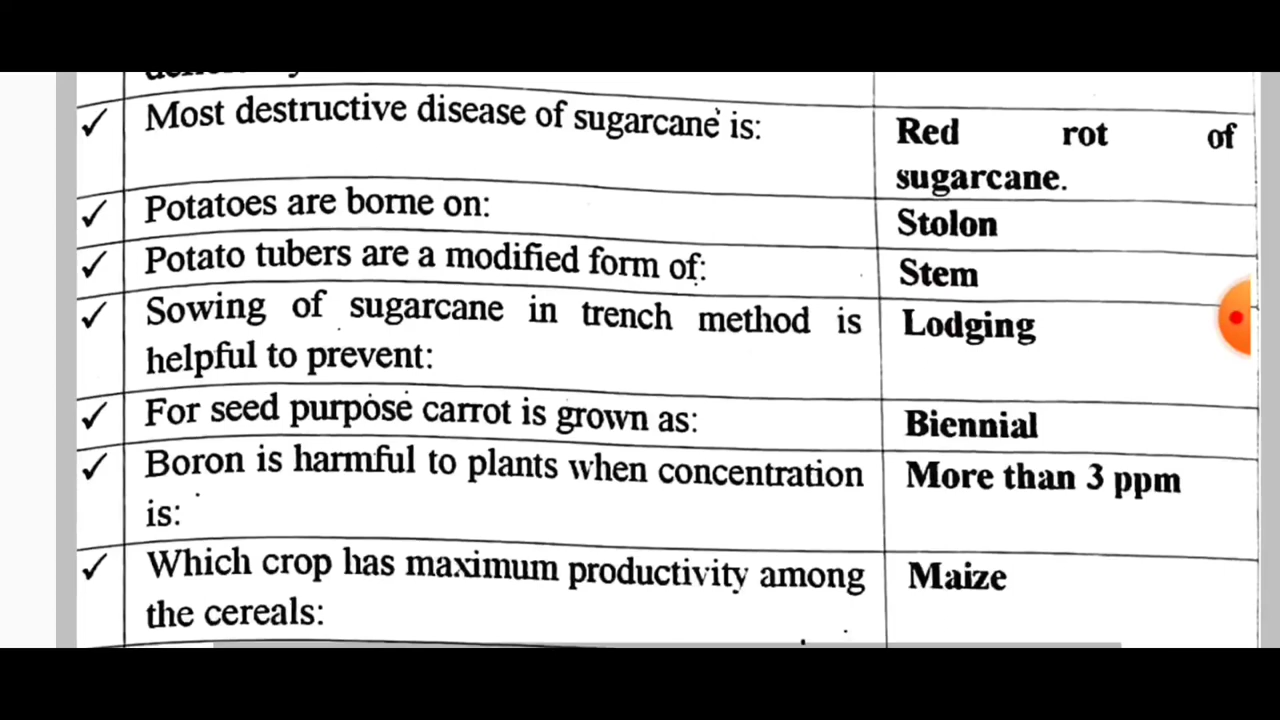 Most destructive disease of sugarcane is:
Red rot of
sugarcane.
Potatoes are borne on:
Stolon
Potato tubers are a modified form of:
Stem
Sowing of sugarcane in trench method is
helpful to prevent:
Lodging
For seed purpose carrot is grown as:
Biennial
Boron is harmful to plants when concentration
is:
More than 3 ppm
Which crop has maximum productivity among
the cereals:
Maize